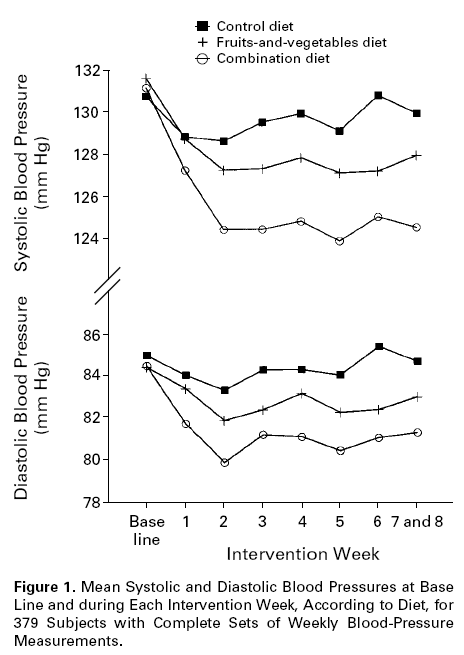 Control diet
Fruits-and-vegetables diet
Combination diet
Systolic Blood Pressure
(mm Hg)
132
130
128
126
124
Diastolic Blood Pressure
(mm Hg)
86
84
82
80
78
Base
line
1
2
3
4
5
6
7 and 8
Intervention Week
Figure 1. Mean Systolic and Diastolic Blood Pressures at Base
Line and during Each Intervention Week, According to Diet, for
379 Subjects with Complete Sets of Weekly Blood-Pressure
Measurements.